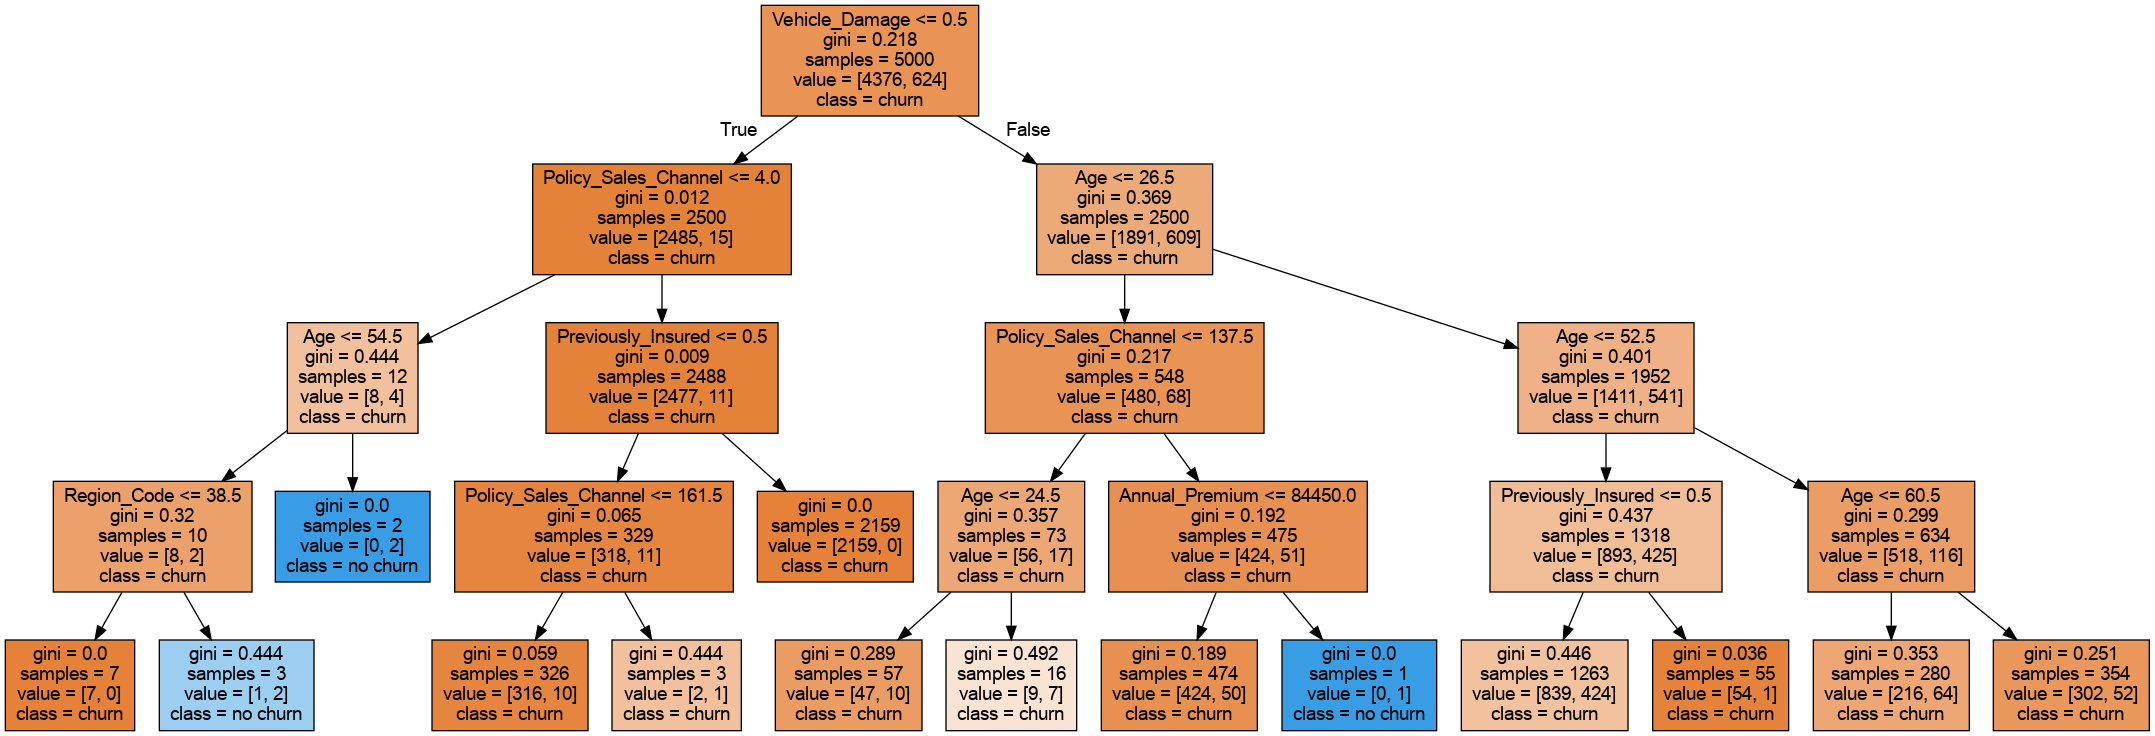 Vehicle_Damage <= 0.5
gini = 0.218
samples = 5000
value = [4376, 624]
class = churn
True
False
Policy_Sales_Channel <= 4.0
gini = 0.012
samples = 2500
value = [2485, 15]
class = churn
Age <= 26.5
gini = 0.369
samples = 2500
value = [1891, 609]
class = churn
Age <= 54.5
gini = 0.444
samples = 12
value = [8, 4]
class = churn
Previously_Insured <= 0.5
gini = 0.009
samples = 2488
value = [2477, 11]
class = churn
Policy_Sales_Channel <= 137.5
gini = 0.217
samples = 548
value = [480, 68]
class = churn
Age <= 52.5
gini = 0.401
samples = 1952
value = [1411, 541]
class = churn
Region_Code <= 38.5
gini = 0.32
samples = 10
value = [8, 2]
class = churn
gini = 0.0
samples = 2
value = [0, 2]
class = no churn
Policy_Sales_Channel <= 161.5
gini = 0.065
samples = 329
value = [318, 11]
class = churn
gini = 0.0
samples = 2159
value = [2159, 0]
class = churn
Age <= 24.5
gini = 0.357
samples = 73
value = [56, 17]
class = churn
Annual_Premium <= 84450.0
gini = 0.192
samples = 475
value = [424, 51]
class = churn
Previously_Insured <= 0.5
gini = 0.437
samples = 1318
value = [893, 425]
class = churn
Age <= 60.5
gini = 0.299
samples = 634
value = [518, 116]
class = churn
gini = 0.0
samples = 7
value = [7, 0]
class = churn
gini = 0.444
samples = 3
value = [1, 2]
class = no churn
gini = 0.059
samples = 326
value = [316, 10]
class = churn
gini = 0.444
samples = 3
value = [2, 1]
class = churn
gini = 0.289
samples = 57
value = [47, 10]
class = churn
gini = 0.492
samples = 16
value = [9, 7]
class = churn
gini = 0.189
samples = 474
value = [424, 50]
class = churn
gini = 0.0
samples = 1
value = [0, 1]
class = no churn
gini = 0.446
samples = 1263
value = [839, 424]
class = churn
gini = 0.036
samples = 55
value = [54, 1]
class = churn
gini = 0.353
samples = 280
value = [216, 64]
class = churn
gini = 0.251
samples = 354
value = [302, 52]
class = churn